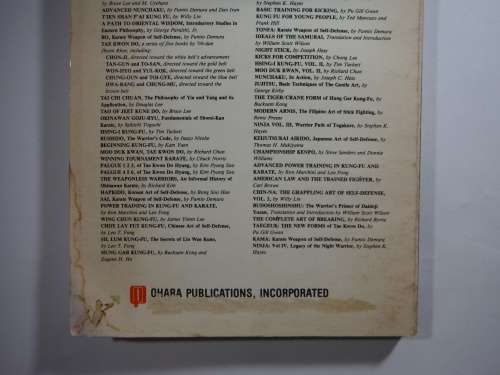 by Bruce Lee and M. Uyehara
ADVANCED NUNCHAKU, by Fumio Demura and Dan Ivan
T'IEN SHAN P'AI KUNG-FU, by Willy Lin
A PATH TO ORIENTAL WISDOM, Introductory Studies in
Eastern Philosophy, by George Parulski, Jr.
BO, Karate Weapon of Self-Defense, by Fumio Demura
TAE KWON DO, a series of five books by
Jhoon Rhee, including:
CHON-JI, directed toward the white belt's advancement
TAN-GUN and TO-SAN, directed toward the gold belt
WON-HYO and YUL-KOK, directed toward the green belt
CHUNG-GUN and TOI-GYE, directed toward the blue belt
HWA-RANG and CHUNG-MU, directed toward the
brown belt
TAI CHI CHUAN, The Philosophy of Yin and Yang and its
Application, by Douglas Lee
TAO OF JEET KUNE DO, by Bruce Lee
OKINAWAN GOJU-RYU, Fundamentals of Shorei-Kan
Karate, by Seikichi Toguchi
HSING-I KUNG-FU, by Tim Tackett
BUSHIDO, The Warrior's Code, by Inazo Nitobe
BEGINNING KUNG-FU, by Kam Yuen
MOO DUK KWAN, TAE KWON DO, by Richard Chun
WINNING TOURNAMENT KARATE, by Chuck Norris
PALGUE 1 2 3, of Tae Kwon Do Hyung, by Kim Pyung Soo
PALGUE 4 5 6, of Tae Kwon Do Hyung, by Kim Pyung Soo
THE WEAPONLESS WARRIORS, An Informal History of
Okinawan Karate, by Richard Kim
HAPKIDO, Korean Art of Self-Defense, by Bong Soo Han
SAI, Karate Weapon of Self-Defense, by Fumio Demura
POWER TRAINING IN KUNG-FU AND KARATE,
by Ron Marchini and Leo Fong
WING CHUN KUNG-FU, by James Yimm Lee
CHOY LAY FUT KUNG-FU, Chinese Art of Self-Defense,
by Leo T. Fong
SIL LUM KUNG-FU, The Secrets of Lia Wan Kune,
by Leo T. Fong
HUNG GAR KUNG-FU, by Bucksam Kong and
Eugene H. Ho
by Stephen K. Hayes
BASIC TRAINING FOR KICKING, by Pu Gill Gwon
KUNG FU FOR YOUNG PEOPLE, by Ted Mancuso and
Frank Hill
TONFA: Karate Weapon of Self-Defense, by Fumio Demura
IDEALS OF THE SAMURAI, Translation and Introduction
by William Scott Wilson
NIGHT STICK, by Joseph
KICKS FOR COMPETITION, by Chong Lee
HSING-I KUNG-FU, VOL. II, by Tim Tackett
MOO DUK KWAN, VOL. II, by Richard Chun
NUNCHAKU, In Action, by Joseph C. Hess
JUJITSU, Basic Techniques of The Gentle Art, by
George Kirby
THE TIGER/CRANE FORM of Hung Gar Kung-Fu, by
Bucksam Kong
MODERN ARNIS, The Filipino Art of Stick Fighting, by
Remy Presas
NINJA VOL. III, Warrior Path of Togakure, by Stephen K.
Hayes
KEIJUTSUKAI AIKIDO, Japanese Art of Self-Defense, by
Thomas H. Makiyama
CHAMPIONSHIP KENPO, by Steve Sanders and Donnie
Williams
ADVANCED POWER TRAINING IN KUNG-FU AND
KARATE, by Ron Marchini and Leo Fong
AMERICAN LAW AND THE TRAINED FIGHTER, by
Carl Brown
CHIN-NA: THE GRAPPLING ART OF SELF-DEFENSE,
VOL. 2, by Willy Lin
BUDOSHOSHINSHU: The Warrior's Primer of Daidoji
Yuzan, Translation and Introduction by William Scott Wilson
THE COMPLETE ART OF BREAKING, by Richard Byrne
TAEGEUK: THE NEW FORMS of Tae Kwon Do, by
Pu Gill Gwon
KAMA: Karate Weapon of Self-Defense, by Fumio Demura
NINJA: Vol IV, Legacy of the Night Warrior, by Stephen K.
Hayes
OHARA PUBLICATIONS, INCORPORATED